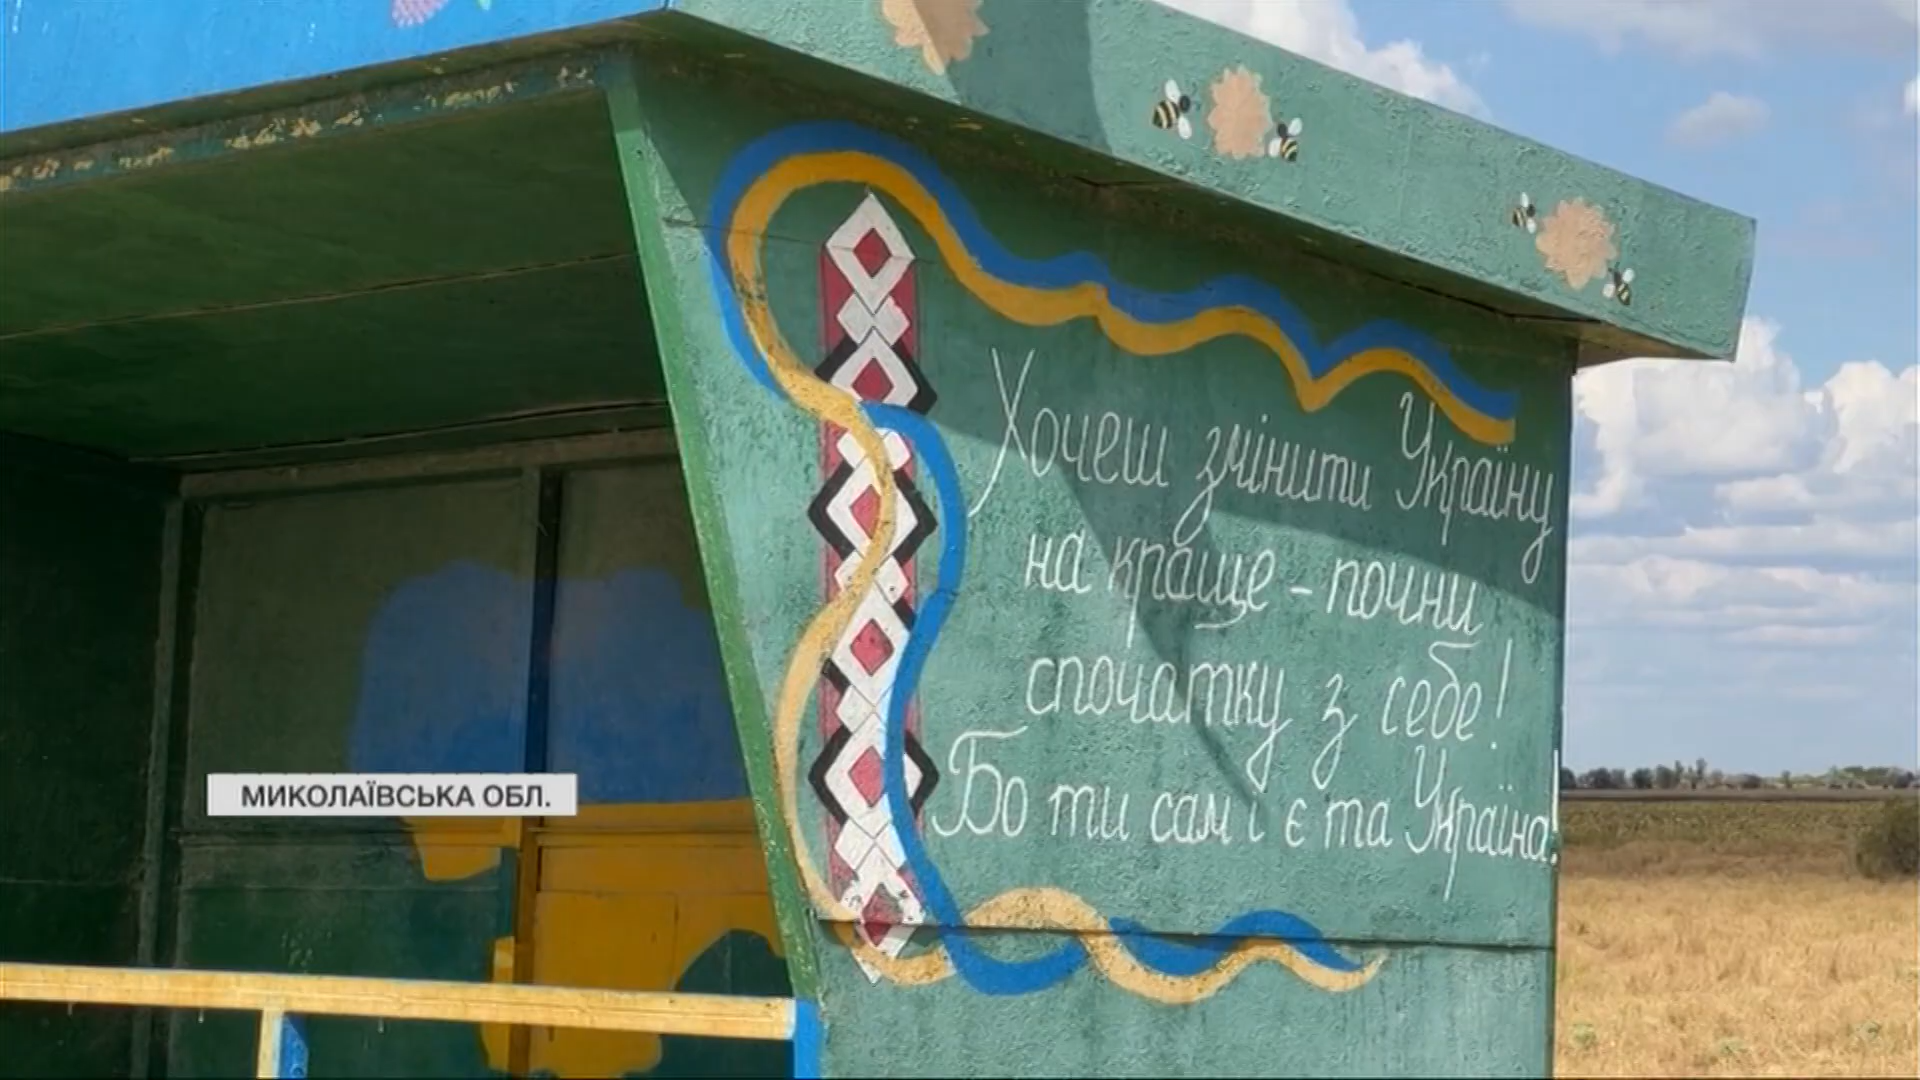 Хочеш змінити Україну
на краще - почни
спочатку з себе!
Бо ти сам і є та Україна!
МИКОЛАЇВСЬКА ОБЛ.